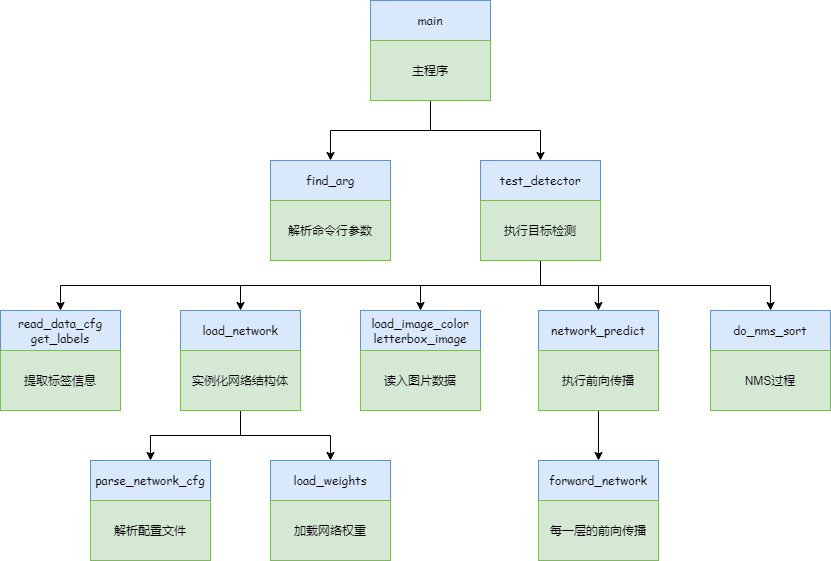 main
主程序
find_arg
解析命令行参数
test_detector
执行目标检测
read_data_cfg
get_labels
提取标签信息
load_network
实例化网络结构体
load_image_color
letterbox_image
读入图片数据
network_predict
执行前向传播
do_nms_sort
NMS过程
parse_network_cfg
解析配置文件
load_weights
加载网络权重
forward_network
每一层的前向传播